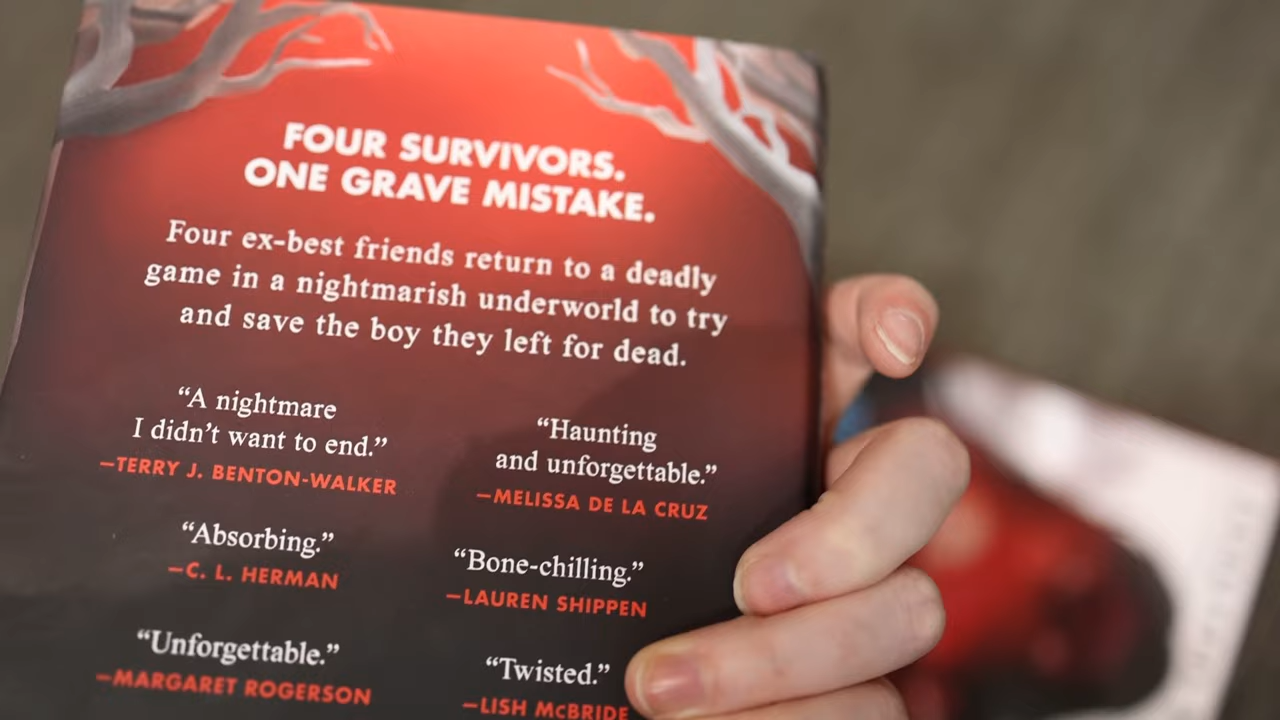 FOUR SURVIVORS.
ONE GRAVE MISTAKE.
Four ex-best friends return to a deadly
game in a nightmarish underworld to try
and save the boy they left for dead.
“A nightmare
I didn’t want to end.”
—TERRY J. BENTON-WALKER
“Haunting
and unforgettable.”
—MELISSA DE LA CRUZ
“Absorbing.”
—C. L. HERMAN
“Bone-chilling.”
—LAUREN SHIPPEN
“Unforgettable.”
—MARGARET ROGERSON
“Twisted.”
—LISH McBRIDE